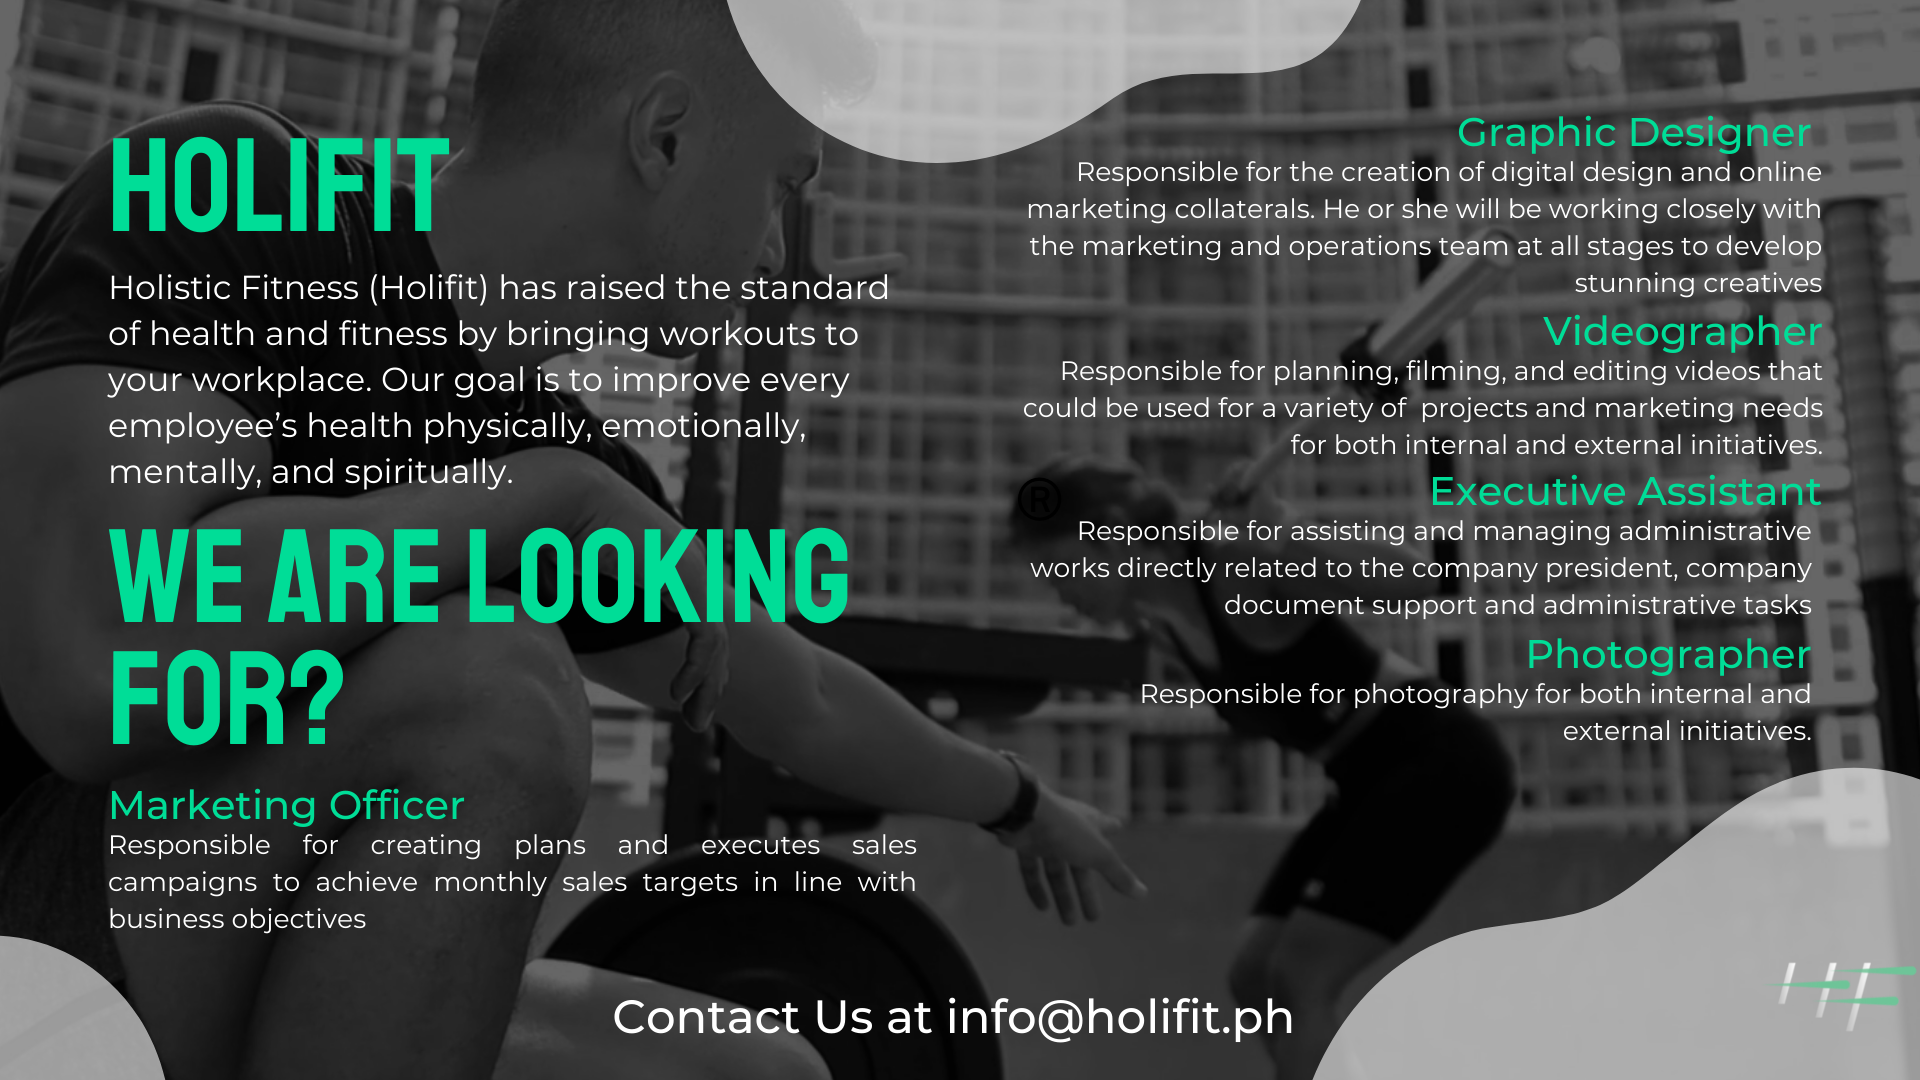 HOLIFIT
Holistic Fitness (Holifit) has raised the standard
of health and fitness by bringing workouts to
your workplace. Our goal is to improve every
employee’s health physically, emotionally,
mentally, and spiritually.
WE ARE LOOKING
FOR?
Marketing Officer
Responsible for creating plans and executes sales
campaigns to achieve monthly sales targets in line with
business objectives
Graphic Designer
Responsible for the creation of digital design and online
marketing collaterals. He or she will be working closely with
the marketing and operations team at all stages to develop
stunning creatives
Videographer
Responsible for planning, filming, and editing videos that
could be used for a variety of  projects and marketing needs
for both internal and external initiatives.
®
Executive Assistant
Responsible for assisting and managing administrative
works directly related to the company president, company
document support and administrative tasks
Photographer
Responsible for photography for both internal and
external initiatives.
Contact Us at info@holifit.ph